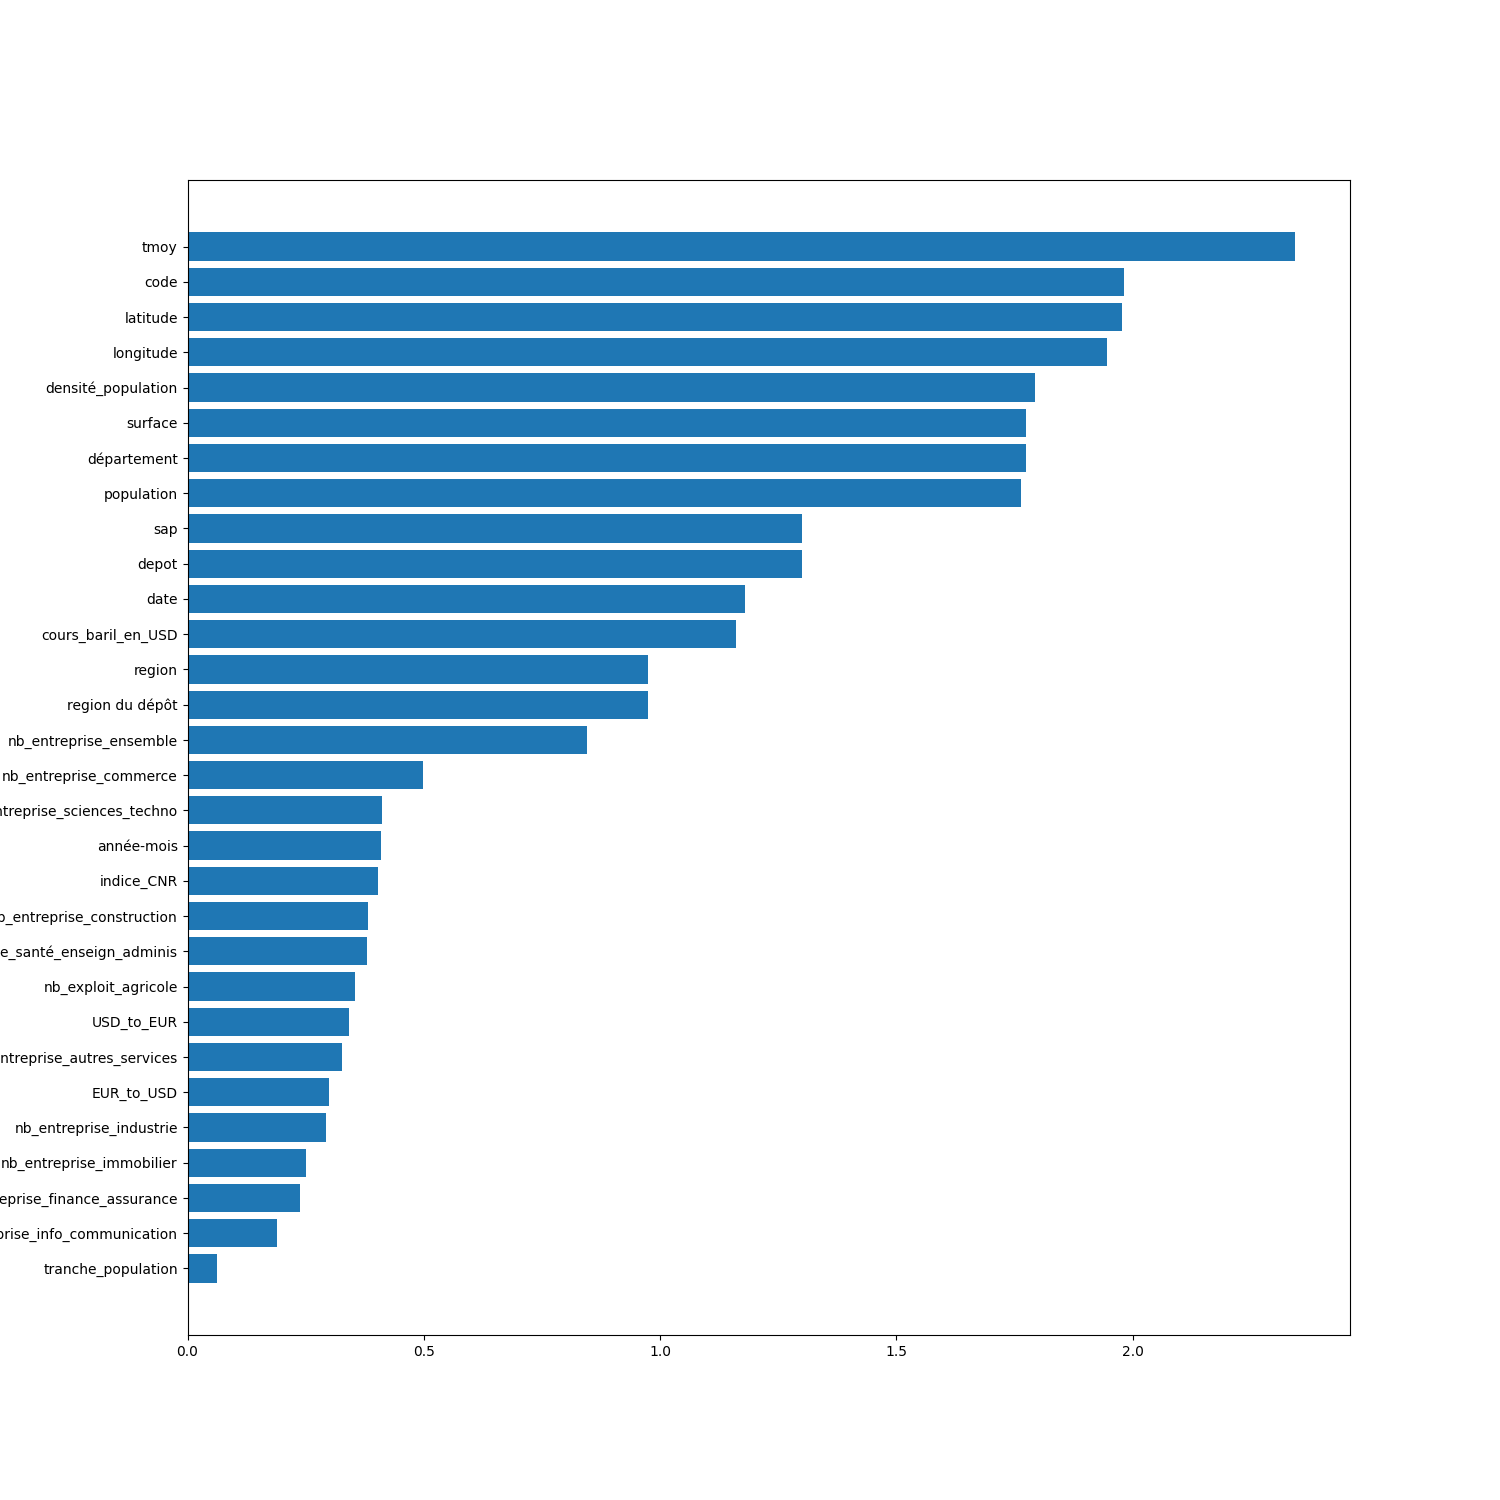 tmoy
code
latitude
longitude
densité_population
surface
département
population
sap
depot
date
cours_baril_en_USD
region
region du dépôt
nb_entreprise_ensemble
nb_entreprise_commerce
ntreprise_sciences_techno
année-mois
indice_CNR
b_entreprise_construction
e_santé_enseign_adminis
nb_exploit_agricole
USD_to_EUR
ntreprise_autres_services
EUR_to_USD
nb_entreprise_industrie
nb_entreprise_immobilier
eprise_finance_assurance
prise_info_communication
tranche_population
0.0 0.5 1.0 1.5 2.0